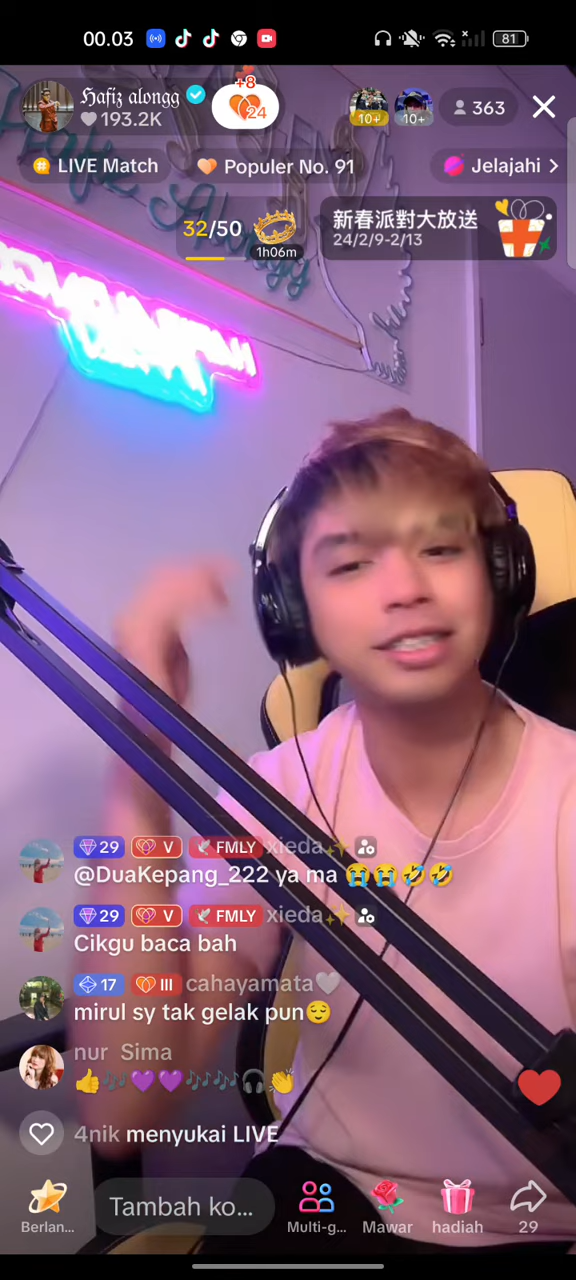 00.03
81
Hafiz alongg
193.2K
+8
24
10+
10+
363
LIVE Match
Populer No. 91
Jelajahi
32/50
1h06m
新春派對大放送
24/2/9-2/13
29 V FMLY xieda✨
@DuaKepang_222 ya ma 😭😭🤣🤣
29 V FMLY xieda✨
Cikgu baca bah
17 III cahayamata🤍
mirul sy tak gelak pun😌
nur Sima
👍🎶💜💜🎶🎶🎧👏
4nik menyukai LIVE
Berlan...
Tambah ko...
Multi-g...
Mawar
hadiah
29